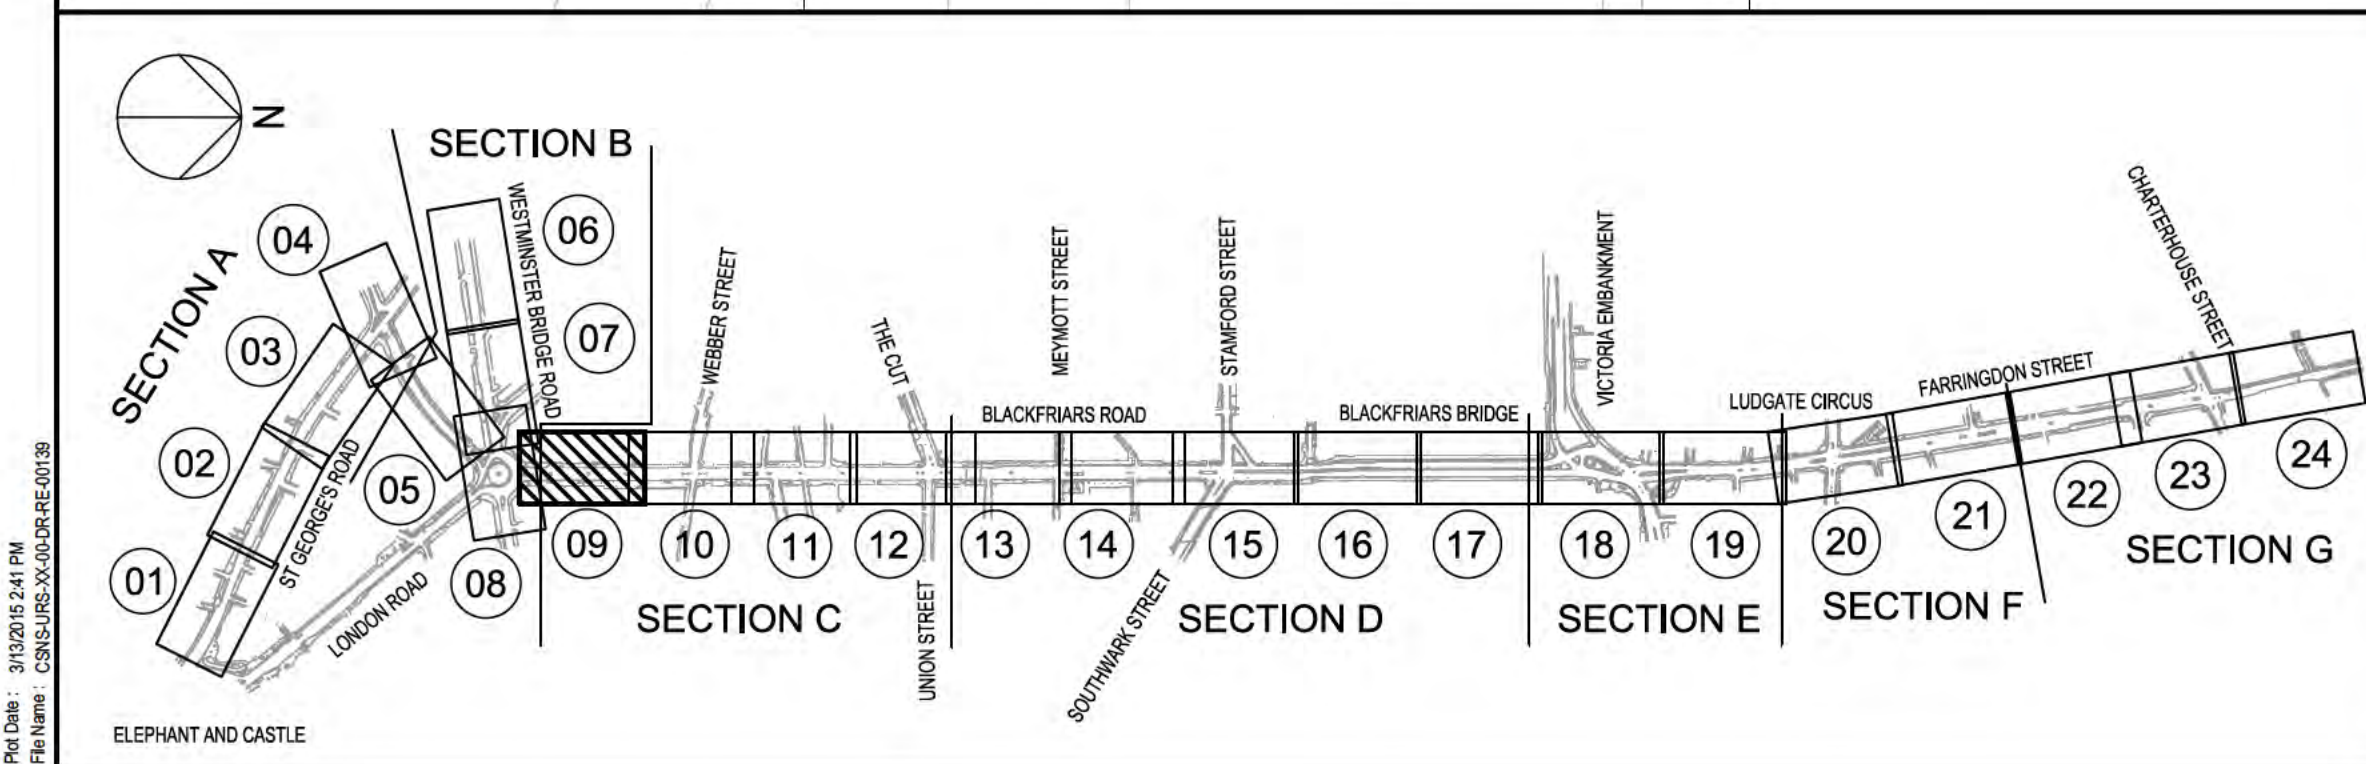 N
SECTION B
SECTION A
04
06
WESTMINSTER BRIDGE ROAD
03
07
02
05
ST GEORGE'S ROAD
01
LONDON ROAD
08
ELEPHANT AND CASTLE
WEBBER STREET
THE CUT
MEYMOTT STREET
STAMFORD STREET
VICTORIA EMBANKMENT
CHARTERHOUSE STREET
BLACKFRIARS ROAD
BLACKFRIARS BRIDGE
LUDGATE CIRCUS
FARRINGDON STREET
09
10
11
12
13
14
15
16
17
18
19
20
21
22
23
24
SECTION C
UNION STREET
SOUTHWARK STREET
SECTION D
SECTION E
SECTION F
SECTION G
Plot Date : 3/13/2015 2:41 PM
File Name : CSNS-URS-XX-00-DR-RE-00139